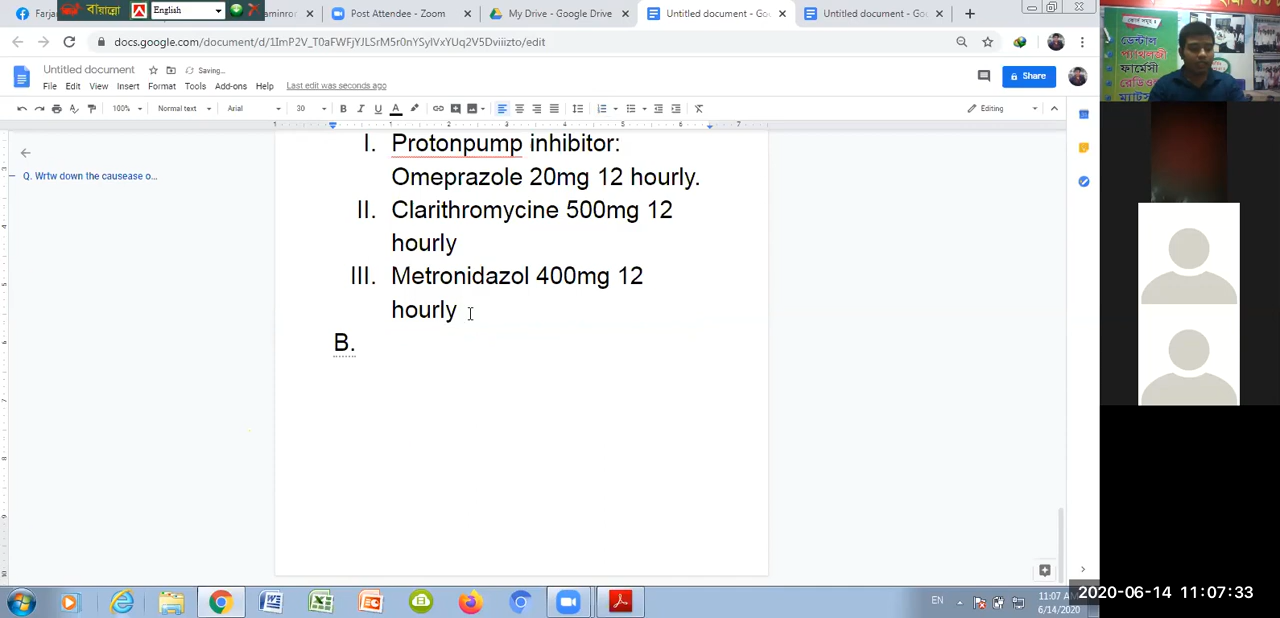 বায়ান্নো English
Farja
aminro
Post Attendee - Zoom
My Drive - Google Drive
Untitled document - Go
Untitled document - Go
docs.google.com/document/d/1ImP2V_T0aFWFjYJLSrM5r0nYS9tVkYUq2V5Dviiizto/edit
Untitled document
Saving...
File Edit View Insert Format Tools Add-ons Help Last edit was seconds ago
Share
100% Normal text Arial 30 B I U A Editing
Q. Wrtw down the causease o...
I. Protonpump inhibitor:
Omeprazole 20mg 12 hourly.
II. Clarithromycine 500mg 12
hourly
III. Metronidazol 400mg 12
hourly
B.
ডেন্টাল
প্যাথলজী
ফার্মেসী
EN
11:07 AM
6/14/2020
2020-06-14 11:07:33